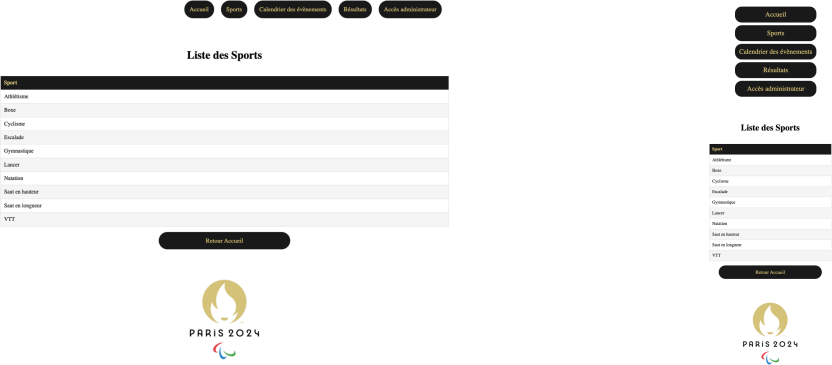 Accueil Sports Calendrier des évènements Résultats Accès administrateur
Liste des Sports
Sport
Athlétisme
Boxe
Cyclisme
Escalade
Gymnastique
Lancer
Natation
Saut en hauteur
Saut en longueur
VTT
Retour Accueil
PARIS 2024
Accueil
Sports
Calendrier des évènements
Résultats
Accès administrateur
Liste des Sports
Sport
Athlétisme
Boxe
Cyclisme
Escalade
Gymnastique
Lancer
Natation
Saut en hauteur
Saut en longueur
VTT
Retour Accueil
PARIS 2024